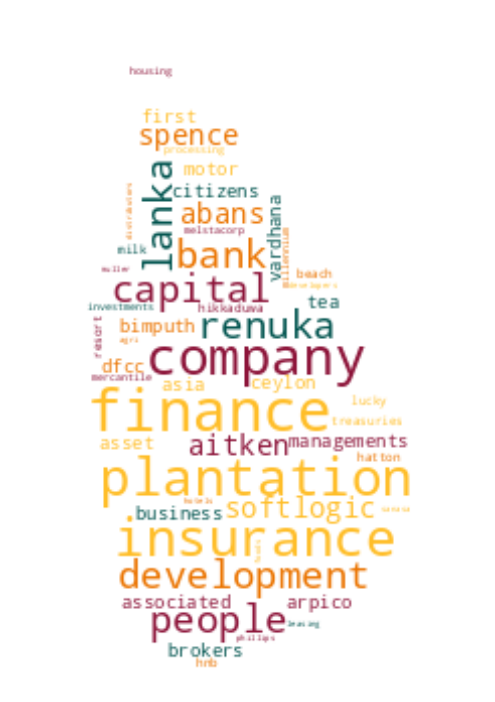 housing
first
spence
processing
motor
lanka
citizens
distributors
abans
vardhana
melstacorp
milk
bank
millennium
muller
beach
developers
capital
tea
investments
hikkaduwa
resort
bimputh
renuka
agri
company
dfcc
mercantile
asia
ceylon
finance
lucky
treasuries
asset
aitken
managements
hatton
plantation
hotels
business
softlogic
insurance
development
associated
arpico
people
leasing
phillips
brokers
hnb